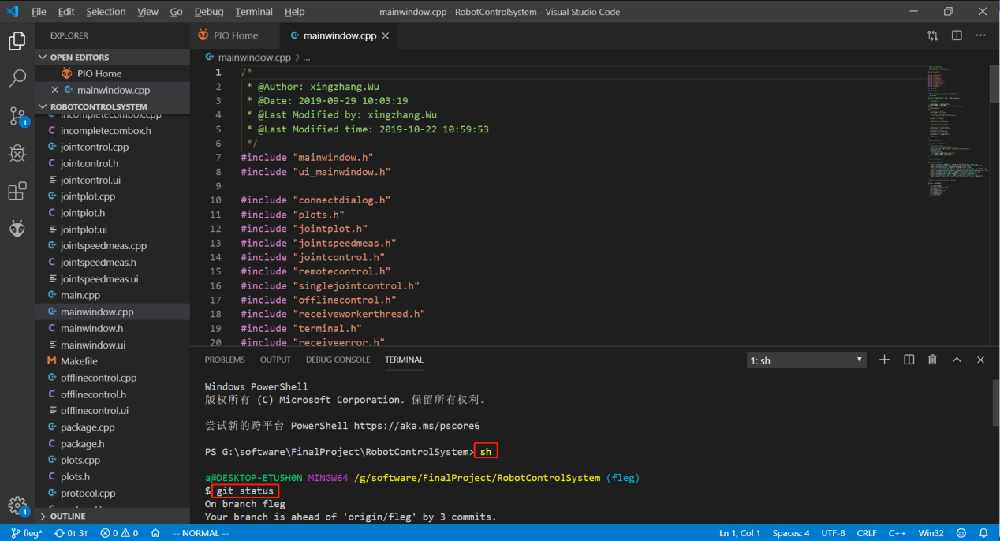 File Edit Selection View Go Debug Terminal Help
mainwindow.cpp - RobotControlSystem - Visual Studio Code
EXPLORER
OPEN EDITORS
PIO Home
mainwindow.cpp
ROBOTCONTROLSYSTEM
incompletecombox.cpp
incompletecombox.h
jointcontrol.cpp
jointcontrol.h
jointcontrol.ui
jointplot.cpp
jointplot.h
jointplot.ui
jointspeedmeas.cpp
jointspeedmeas.h
jointspeedmeas.ui
main.cpp
mainwindow.cpp
mainwindow.h
mainwindow.ui
Makefile
offlinecontrol.cpp
offlinecontrol.h
offlinecontrol.ui
package.cpp
package.h
plots.cpp
plots.h
protocol.cpp
OUTLINE
1
1
PIO Home
mainwindow.cpp
mainwindow.cpp > ...
1 /*
2 * @Author: xingzhang.Wu
3 * @Date: 2019-09-29 10:03:19
4 * @Last Modified by: xingzhang.Wu
5 * @Last Modified time: 2019-10-22 10:59:53
6 */
7 #include "mainwindow.h"
8 #include "ui_mainwindow.h"
9
10 #include "connectdialog.h"
11 #include "plots.h"
12 #include "jointplot.h"
13 #include "jointspeedmeas.h"
14 #include "jointcontrol.h"
15 #include "remotecontrol.h"
16 #include "singlejointcontrol.h"
17 #include "offlinecontrol.h"
18 #include "receiveworkerthread.h"
19 #include "terminal.h"
20 #include "receiveerror.h"
PROBLEMS OUTPUT DEBUG CONSOLE TERMINAL
1: sh
Windows PowerShell
版权所有 (C) Microsoft Corporation。保留所有权利。
尝试新的跨平台 PowerShell https://aka.ms/pscore6
PS G:\software\FinalProject\RobotControlSystem> sh
a@DESKTOP-ETU5H0N MINGW64 /g/software/FinalProject/RobotControlSystem (fleg)
$ git status
On branch fleg
Your branch is ahead of 'origin/fleg' by 3 commits.
fleg* 0↓ 3↑ 0 0 -- NORMAL -- Ln 1, Col 1 Spaces: 4 UTF-8 CRLF C++ Win32